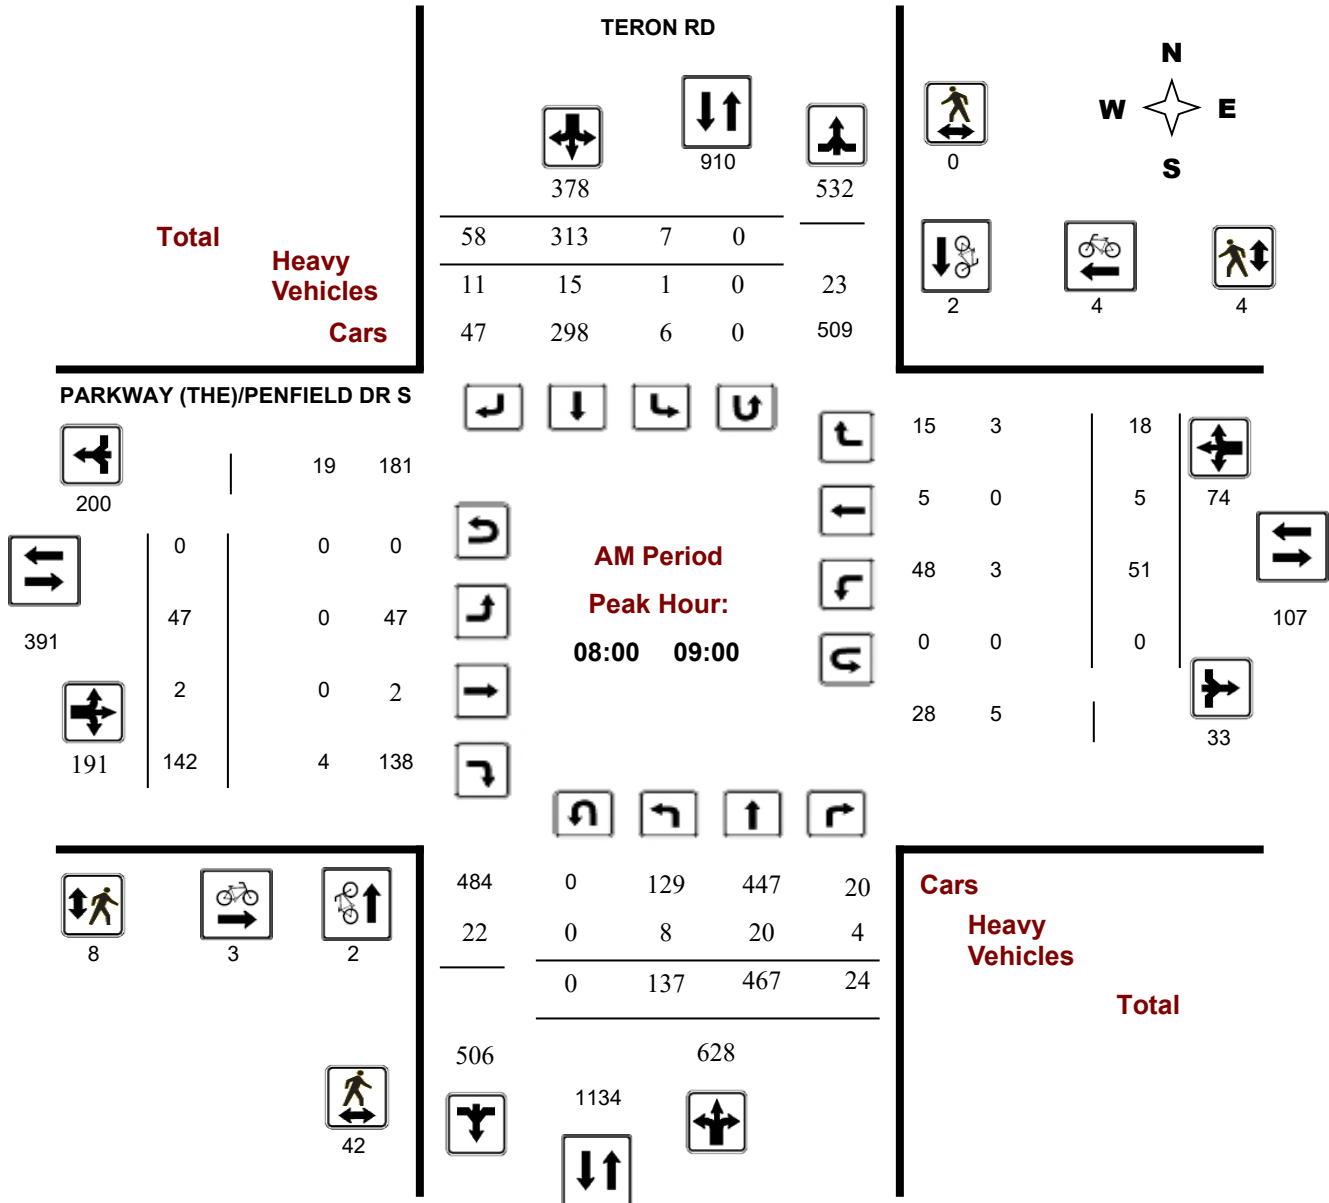 TERON RD
N
W E
S
910
0
378
532
Total
58 313 7 0
Heavy
Vehicles
11 15 1 0 23
2 4 4
Cars
47 298 6 0 509
PARKWAY (THE)/PENFIELD DR S
15 3 18
19 181
200
5 0 5 74
0 0 0
AM Period
48 3 51
Peak Hour:
47 0 47
107
391
08:00 09:00
0 0 0
2 0 2
28 5
33
191 142 4 138
484 0 129 447 20
Cars
22 0 8 20 4
Heavy
Vehicles
8 3 2
0 137 467 24
Total
506 628
1134
42